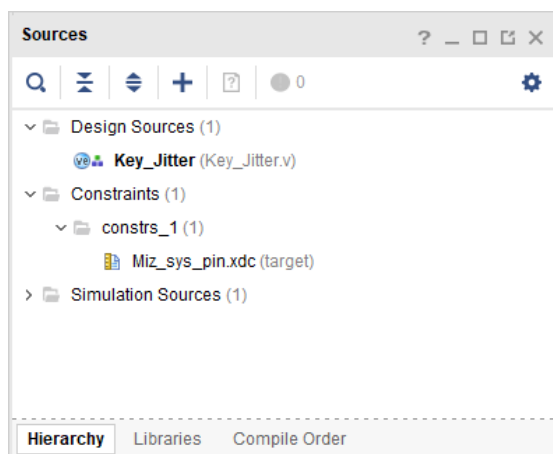 Sources
? 0
Design Sources (1)
Key_Jitter (Key_Jitter.v)
Constraints (1)
constrs_1 (1)
Miz_sys_pin.xdc (target)
Simulation Sources (1)
Hierarchy Libraries Compile Order